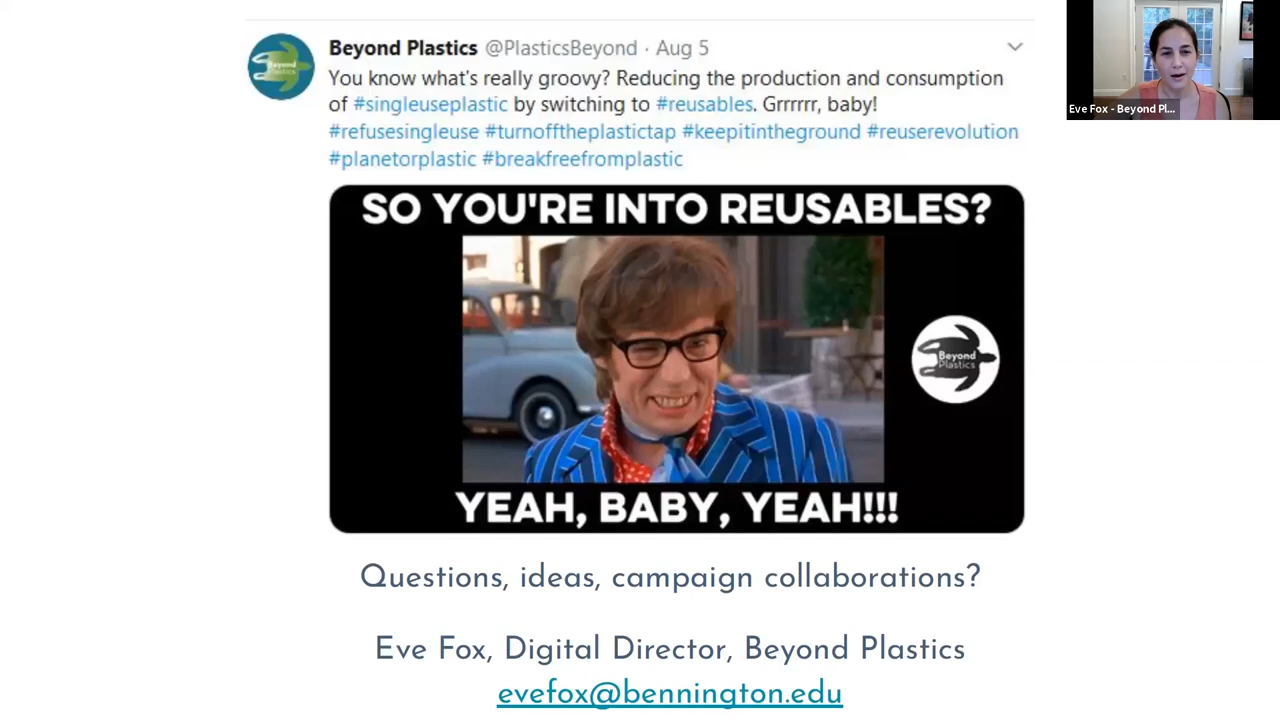 Beyond Plastics @PlasticsBeyond · Aug 5
You know what's really groovy? Reducing the production and consumption
of #singleuseplastic by switching to #reusables. Grrrrrr, baby!
#refusesingleuse #turnofftheplastictap #keepitintheground #reuserevolution
#planetorplastic #breakfreefromplastic
Beyond
Plastics
SO YOU'RE INTO REUSABLES?
Beyond
Plastics
YEAH, BABY, YEAH!!!
Questions, ideas, campaign collaborations?
Eve Fox, Digital Director, Beyond Plastics
evefox@bennington.edu
Eve Fox - Beyond Pl...